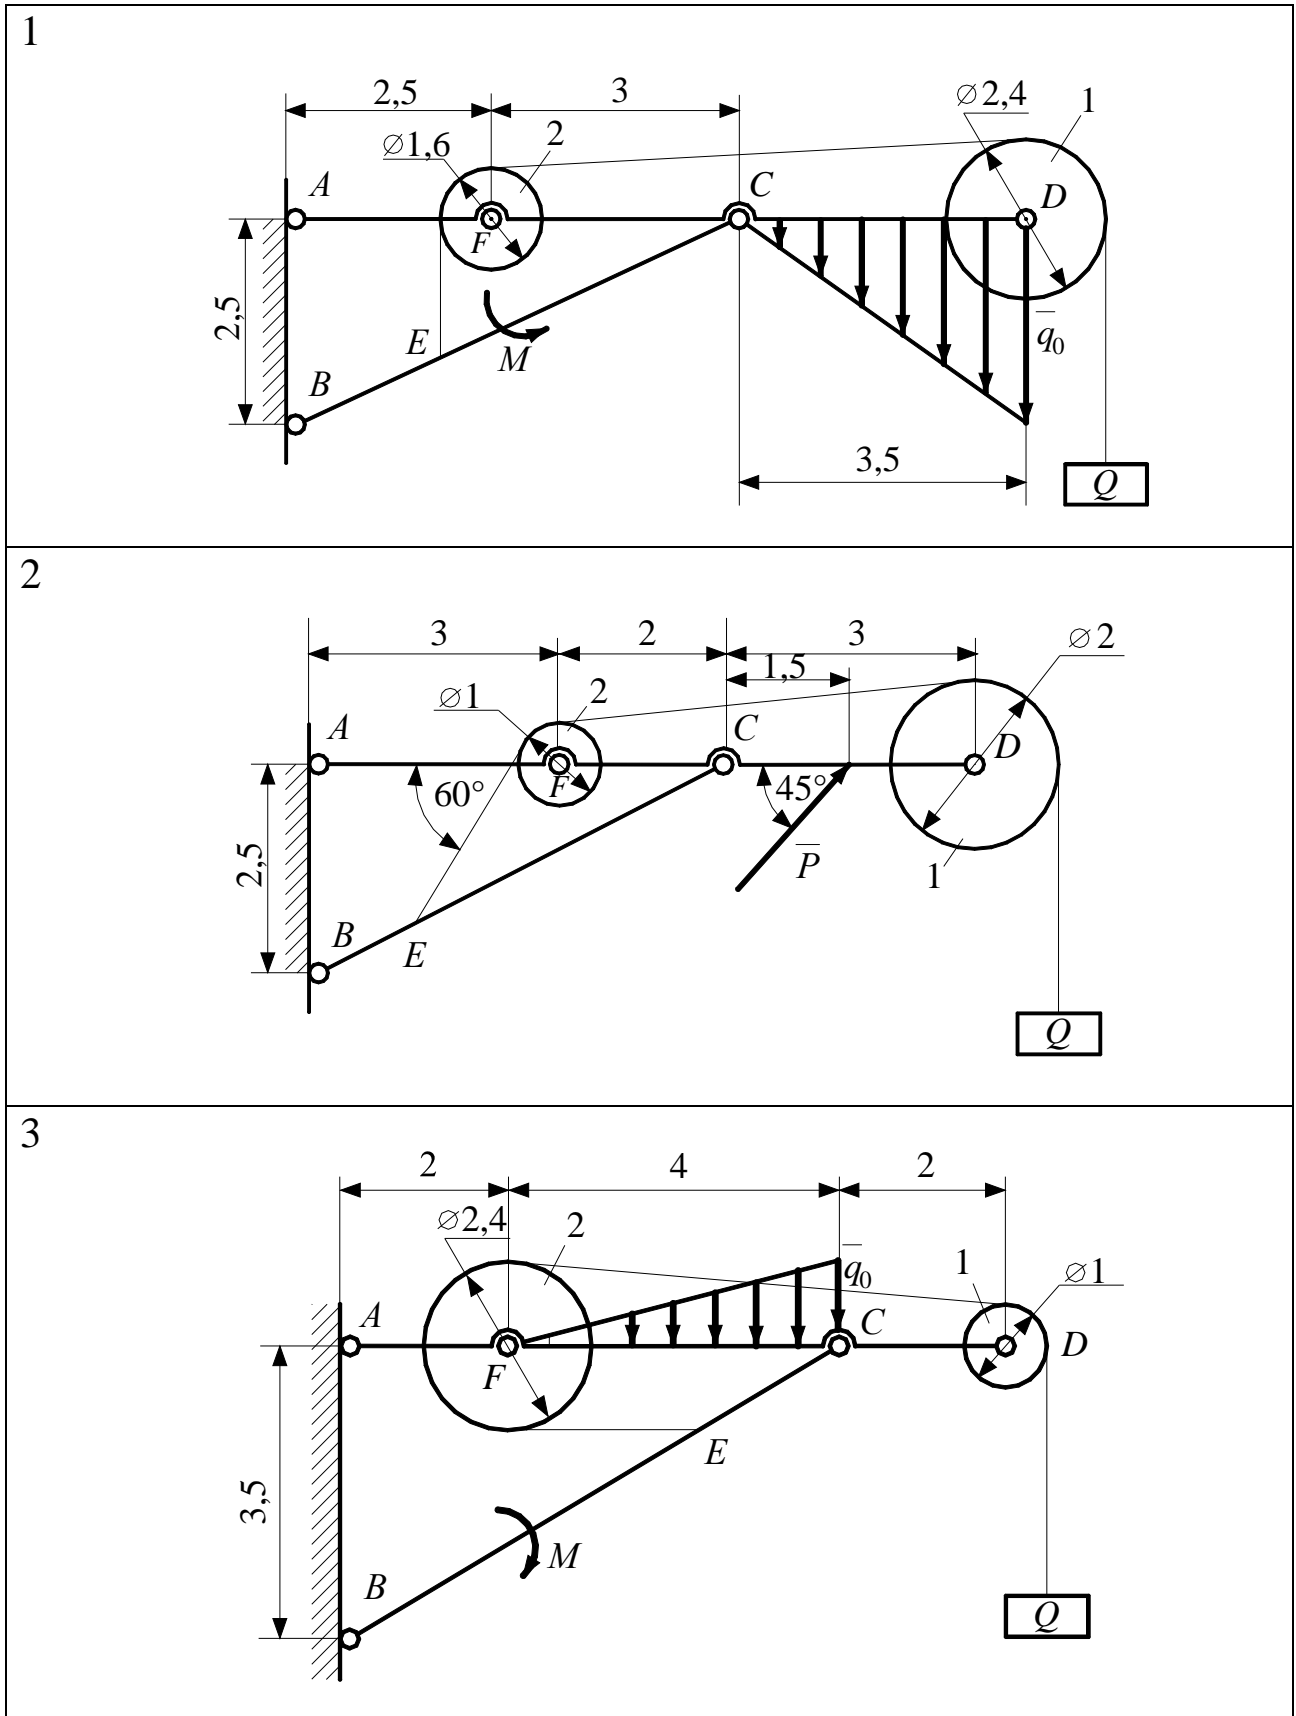 1
2,5 3 ∅2,4 1
∅1,6 2
A C D
F
2,5 E M q̅₀
B
3,5 Q
2
3 2 3 ∅2
1,5
∅1 2
A C D
60° F 45°
2,5 P̅ 1
B E
Q
3
2 4 2
∅2,4 2 q̅₀ 1 ∅1
A C D
F
E
3,5 M
B Q